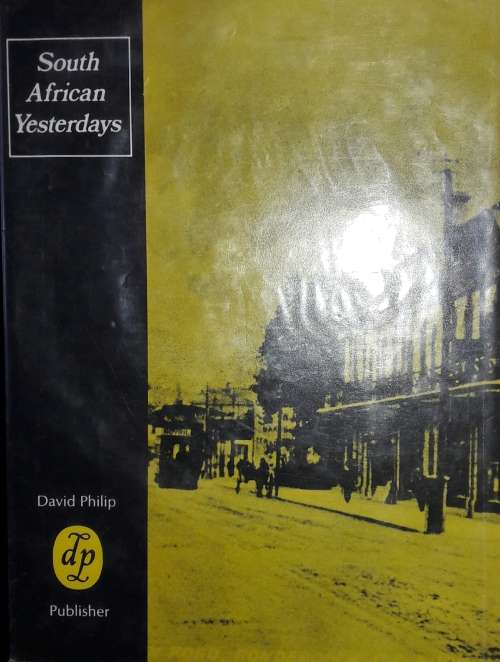 South
African
Yesterdays
David Philip
dp
Publisher